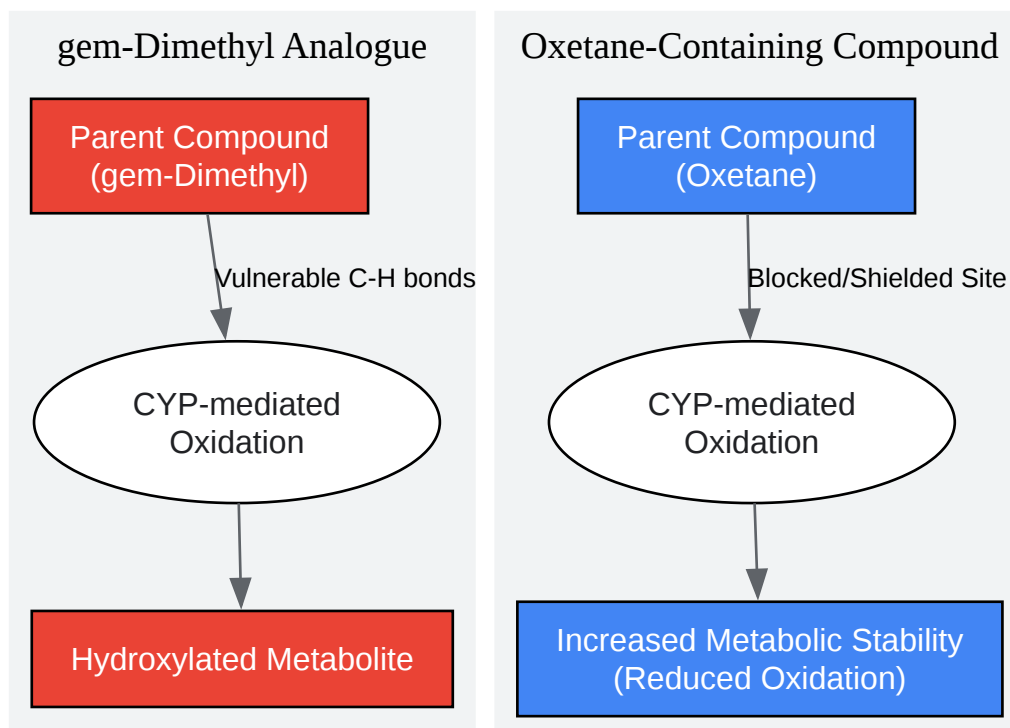 gem-Dimethyl Analogue
Parent Compound
(gem-Dimethyl)
Vulnerable C-H bonds
CYP-mediated
Oxidation
Hydroxylated Metabolite
Oxetane-Containing Compound
Parent Compound
(Oxetane)
Blocked/Shielded Site
CYP-mediated
Oxidation
Increased Metabolic Stability
(Reduced Oxidation)